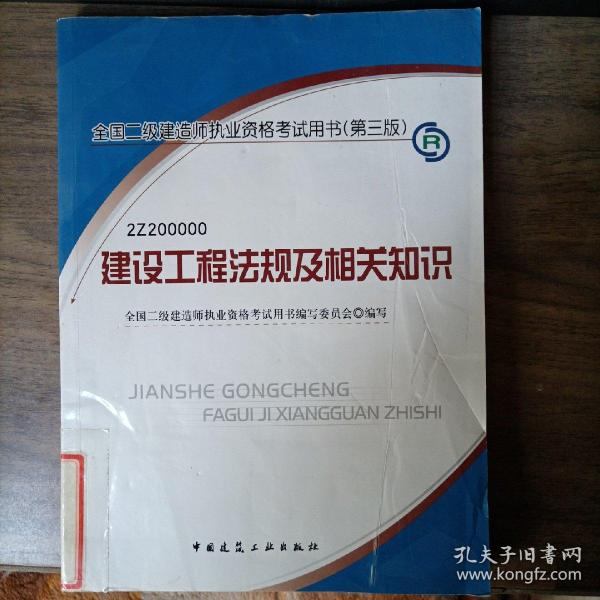 全国二级建造师执业资格考试用书(第三版)
R
2Z200000
建设工程法规及相关知识
全国二级建造师执业资格考试用书编写委员会◎编写
JIANSHE GONGCHENG
FAGUI JI XIANGGUAN ZHISHI
中国建筑工业出版社
孔夫子旧书网
www.kongfz.com